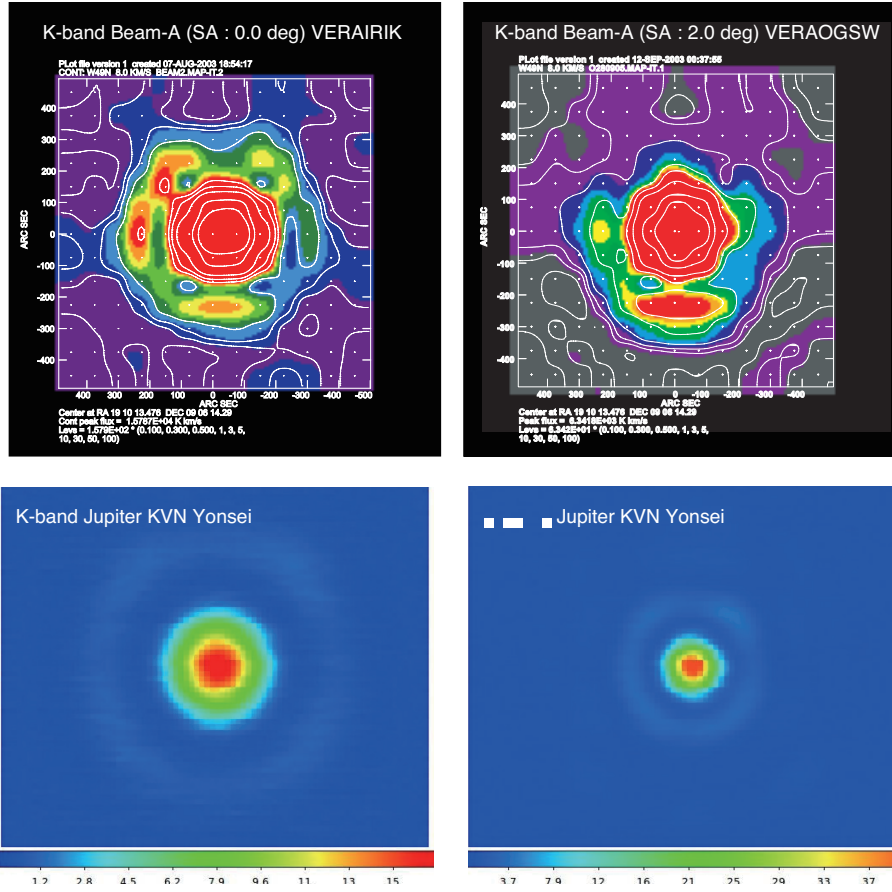 K-band Beam-A (SA : 0.0 deg) VERAIRIK
PLot file version 1 created 07-AUG-2003 18:54:17
CONT: W49N 8.0 KM/S BEAM2.MAP-IT.2
400
300
200
100
0
-100
-200
-300
-400
ARC SEC
400 300 200 100 0 -100 -200 -300 -400 -500
ARC SEC
Center at RA 19 10 13.476 DEC 09 06 14.29
Cont peak flux = 1.5787E+04 K km/s
Levs = 1.579E+02 * (0.100, 0.300, 0.500, 1, 3, 5,
10, 30, 50, 100)
K-band Beam-A (SA : 2.0 deg) VERAOGSW
PLot file version 1 created 12-SEP-2003 00:37:55
W49N 8.0 KM/S O280905.MAP-IT.1
400
300
200
100
0
-100
-200
-300
-400
ARC SEC
400 300 200 100 0 -100 -200 -300 -400
ARC SEC
Center at RA 19 10 13.476 DEC 09 06 14.29
Peak flux = 6.3418E+03 K km/s
Levs = 6.342E+01 * (0.100, 0.300, 0.500, 1, 3, 5,
10, 30, 50, 100)
K-band Jupiter KVN Yonsei
1.2 2.8 4.5 6.2 7.9 9.6 11 13 15
Jupiter KVN Yonsei
3.7 7.9 12 16 21 25 29 33 37